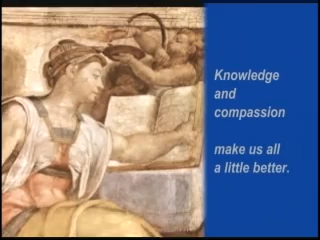 Knowledge
and
compassion
make us all
a little better.